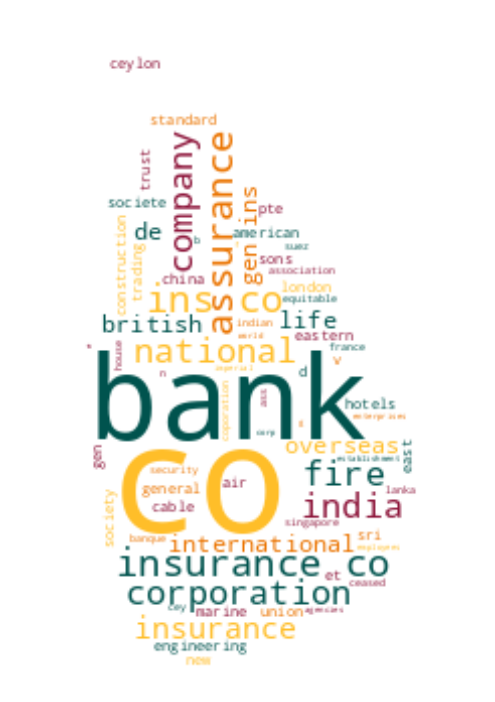 ceylon
standard
trust
company
assurance
societe
de
b
gen
ins
pte
american
suez
construction
trading
china
sons
association
ins co
london
equitable
british
indian
life
world
eastern
house
national
france
v
imperial
n
d
bank
coporation
ass
hotels
enterprises
corp
overseas
east
gen
co
security
establishment
fire
general
air
lanka
society
cable
india
singapore
banque
international
sri
employees
insurance co
et
ceased
corporation
cey
marine
union
agencies
insurance
engineering
new